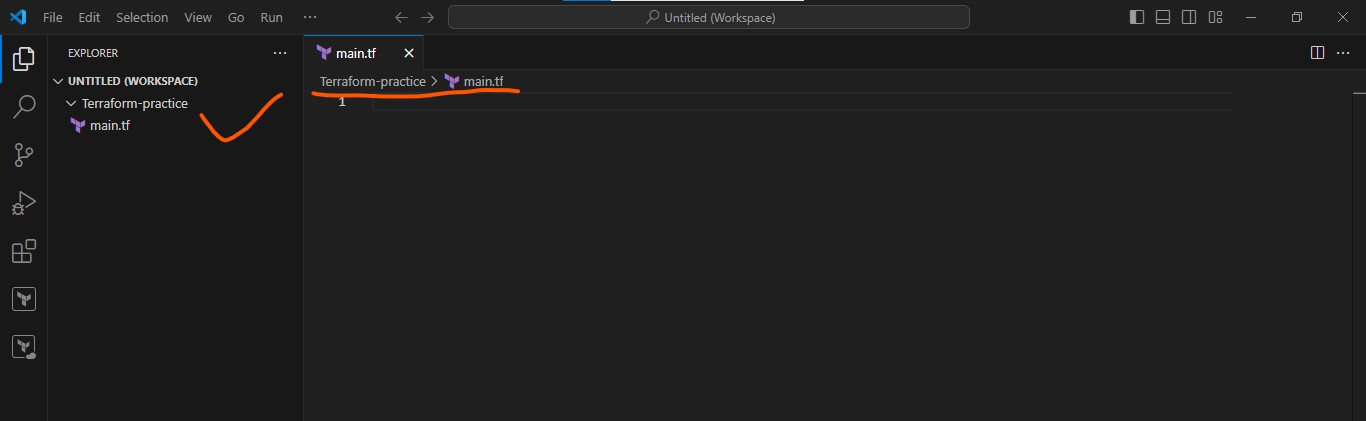 File Edit Selection View Go Run ··· Untitled (Workspace)
EXPLORER ···
main.tf
UNTITLED (WORKSPACE)
Terraform-practice > main.tf
Terraform-practice
1
main.tf